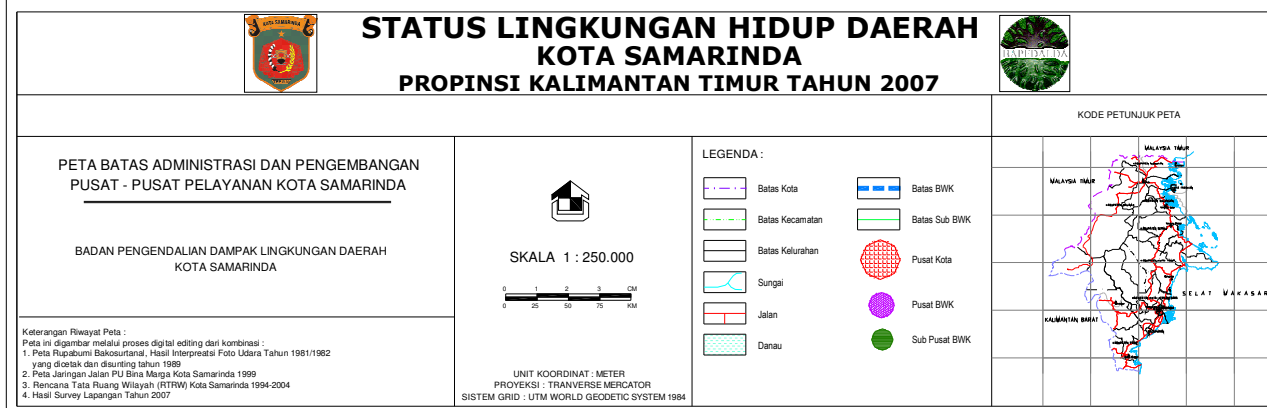 STATUS LINGKUNGAN HIDUP DAERAH
KOTA SAMARINDA
PROPINSI KALIMANTAN TIMUR TAHUN 2007
KOTA SAMARINDA
BAPEDALDA
KODE PETUNJUK PETA
PETA BATAS ADMINISTRASI DAN PENGEMBANGAN
PUSAT - PUSAT PELAYANAN KOTA SAMARINDA
BADAN PENGENDALIAN DAMPAK LINGKUNGAN DAERAH
KOTA SAMARINDA
Keterangan Riwayat Peta :
Peta ini digambar melalui proses digital editing dari kombinasi :
1. Peta Rupabumi Bakosurtanal, Hasil Interpreatsi Foto Udara Tahun 1981/1982
yang dicetak dan disunting tahun 1989
2. Peta Jaringan Jalan PU Bina Marga Kota Samarinda 1999
3. Rencana Tata Ruang Wilayah (RTRW) Kota Samarinda 1994-2004
4. Hasil Survey Lapangan Tahun 2007
SKALA 1 : 250.000
0 1 2 3 CM
0 25 50 75 KM
UNIT KOORDINAT : METER
PROYEKSI : TRANVERSE MERCATOR
SISTEM GRID : UTM WORLD GEODETIC SYSTEM 1984
LEGENDA :
Batas Kota
Batas Kecamatan
Batas Kelurahan
Sungai
Jalan
Danau
Batas BWK
Batas Sub BWK
Pusat Kota
Pusat BWK
Sub Pusat BWK
MALAYSIA TIMUR
MALAYSIA TIMUR
SELAT MAKASAR
KALIMANTAN BARAT